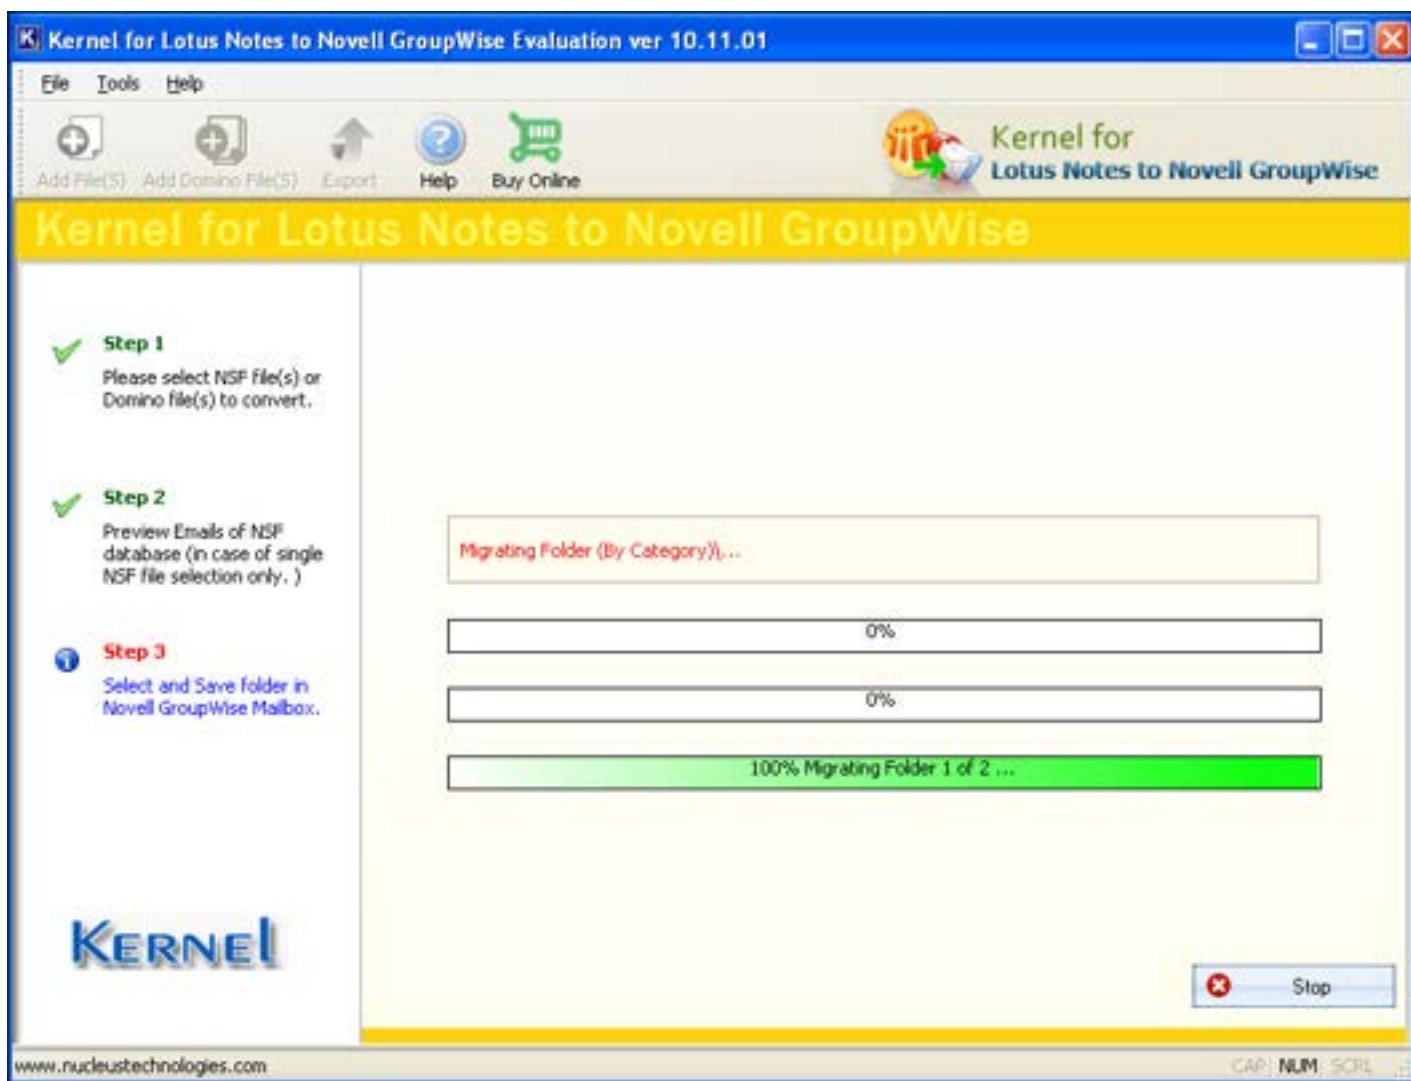 Kernel for Lotus Notes to Novell GroupWise Evaluation ver 10.11.01
File Tools Help
Add File(S) Add Domino File(S) Export Help Buy Online
Kernel for
Lotus Notes to Novell GroupWise
Kernel for Lotus Notes to Novell GroupWise
Step 1
Please select NSF file(s) or
Domino file(s) to convert.
Step 2
Preview Emails of NSF
database (in case of single
NSF file selection only. )
Step 3
Select and Save folder in
Novell GroupWise Mailbox.
Migrating Folder (By Category)\...
0%
0%
100% Migrating Folder 1 of 2 ...
KERNEl
Stop
www.nucleustechnologies.com
CAP NUM SCRL